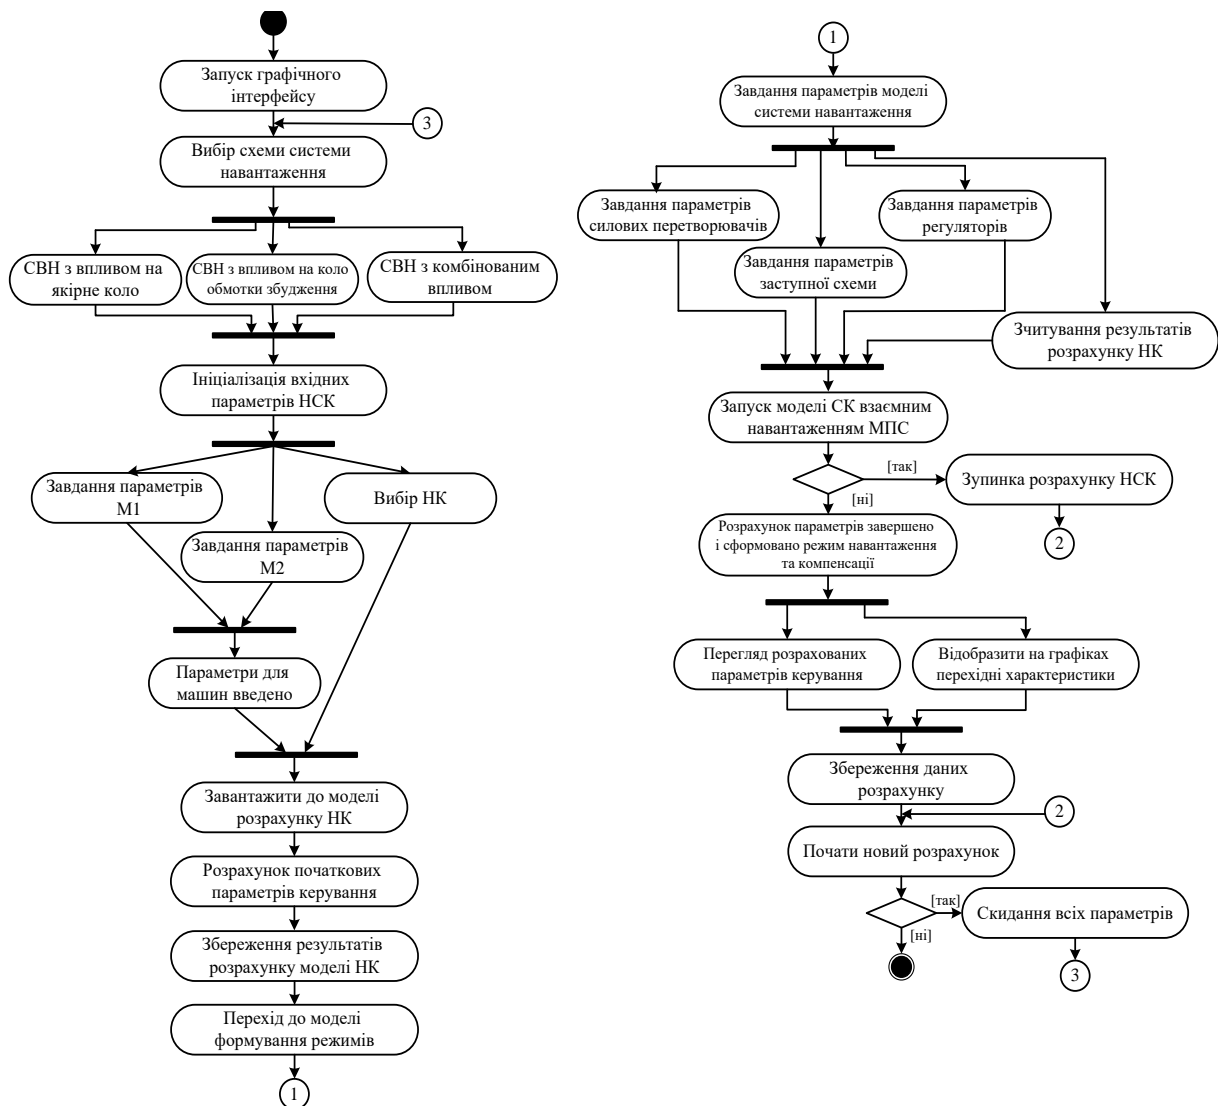 Запуск графічного
інтерфейсу
3
Вибір схеми системи
навантаження
СВН з впливом на
якірне коло
СВН з впливом на коло
обмотки збудження
СВН з комбінованим
впливом
Ініціалізація вхідних
параметрів НСК
Завдання параметрів
М1
Вибір НК
Завдання параметрів
М2
Параметри для
машин введено
Завантажити до моделі
розрахунку НК
Розрахунок початкових
параметрів керування
Збереження результатів
розрахунку моделі НК
Перехід до моделі
формування режимів
1
1
Завдання параметрів моделі
системи навантаження
Завдання параметрів
силових перетворювачів
Завдання параметрів
регуляторів
Завдання параметрів
заступної схеми
Зчитування результатів
розрахунку НК
Запуск моделі СК взаємним
навантаженням МПС
[так]
Зупинка розрахунку НСК
[ні]
2
Розрахунок параметрів завершено
і сформовано режим навантаження
та компенсації
Перегляд розрахованих
параметрів керування
Відобразити на графіках
перехідні характеристики
Збереження даних
розрахунку
2
Почати новий розрахунок
[так]
Скидання всіх параметрів
[ні]
3